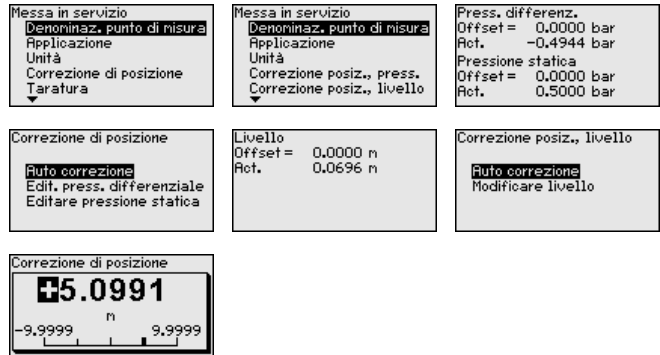 Messa in servizio
Denominaz. punto di misura
Applicazione
Unità
Correzione di posizione
Taratura
Messa in servizio
Denominaz. punto di misura
Applicazione
Unità
Correzione posiz., press.
Correzione posiz., livello
Press. differenz.
Offset = 0.0000 bar
Act. -0.4944 bar
Pressione statica
Offset = 0.0000 bar
Act. 0.5000 bar
Correzione di posizione
Auto correzione
Edit. press. differenziale
Editare pressione statica
Livello
Offset = 0.0000 m
Act. 0.0696 m
Correzione posiz., livello
Auto correzione
Modificare livello
Correzione di posizione
+5.0991
m
-9.9999 9.9999